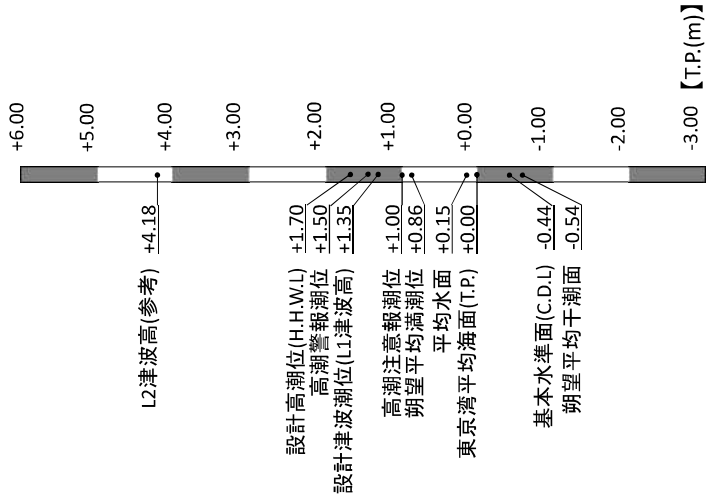 【T.P.(m)】
+6.00
+5.00
+4.00
+3.00
+2.00
+1.00
+0.00
-1.00
-2.00
-3.00
L2津波高(参考) +4.18
設計高潮位(H.H.W.L) +1.70
高潮警報潮位 +1.50
設計津波潮位(L1津波高) +1.35
高潮注意報潮位 +1.00
朔望平均満潮位 +0.86
平均水面 +0.15
東京湾平均海面(T.P.) +0.00
基本水準面(C.D.L) -0.44
朔望平均干潮面 -0.54